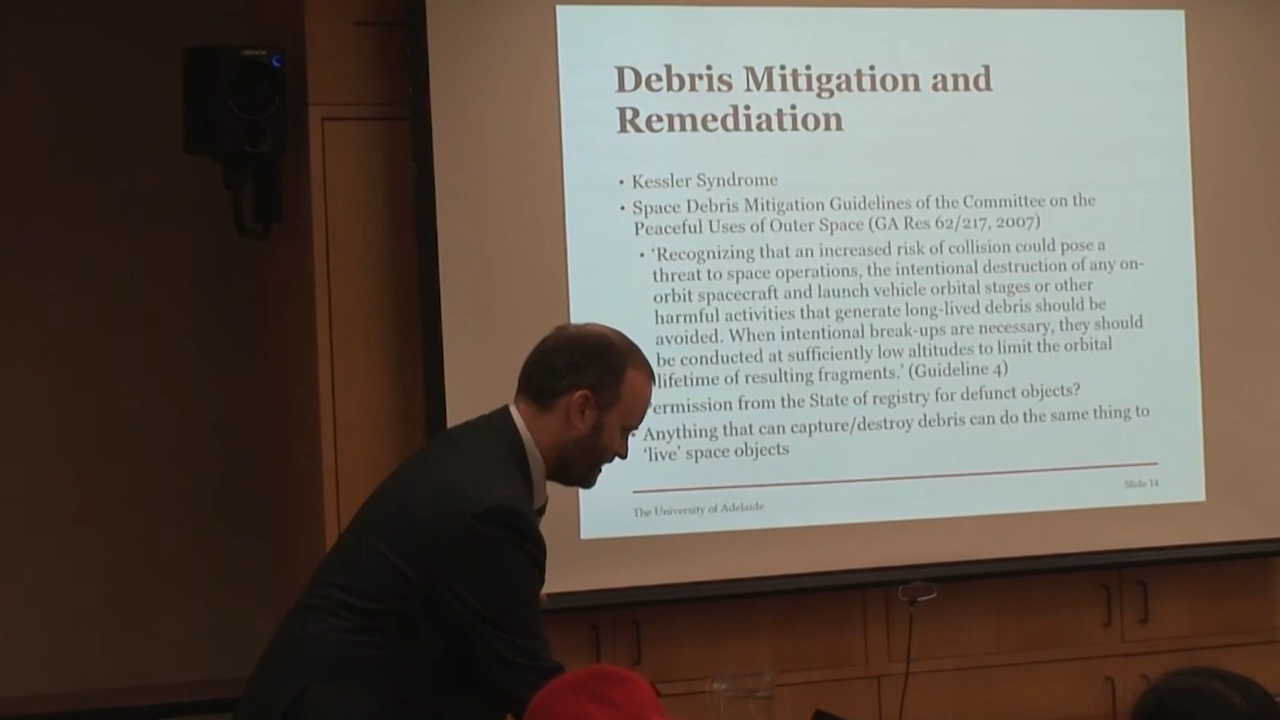 Debris Mitigation and
Remediation
• Kessler Syndrome
• Space Debris Mitigation Guidelines of the Committee on the
Peaceful Uses of Outer Space (GA Res 62/217, 2007)
• ‘Recognizing that an increased risk of collision could pose a
threat to space operations, the intentional destruction of any on-
orbit spacecraft and launch vehicle orbital stages or other
harmful activities that generate long-lived debris should be
avoided. When intentional break-ups are necessary, they should
be conducted at sufficiently low altitudes to limit the orbital
lifetime of resulting fragments.’ (Guideline 4)
ermission from the State of registry for defunct objects?
• Anything that can capture/destroy debris can do the same thing to
‘live’ space objects
Slide 14
The University of Adelaide